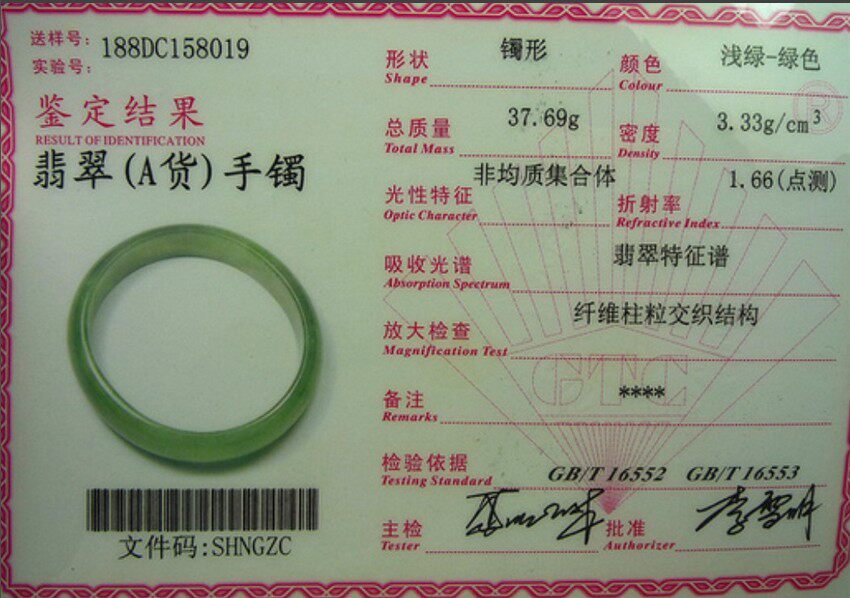 送样号: 188DC158019
实验号:
鉴定结果
RESULT OF IDENTIFICATION
翡翠(A货)手镯
文件码:SHNGZC
形状 镯形
Shape
颜色 浅绿-绿色
Colour
总质量 37.69g
Total Mass
密度 3.33g/cm³
Density
光性特征 非均质集合体
Optic Character
折射率 1.66(点测)
Refractive Index
吸收光谱 翡翠特征谱
Absorption Spectrum
放大检查 纤维柱粒交织结构
Magnification Test
GTC
备注 ****
Remarks
检验依据 GB/T 16552 GB/T 16553
Testing Standard
主检
Tester
批准 李雪明
Authorizer